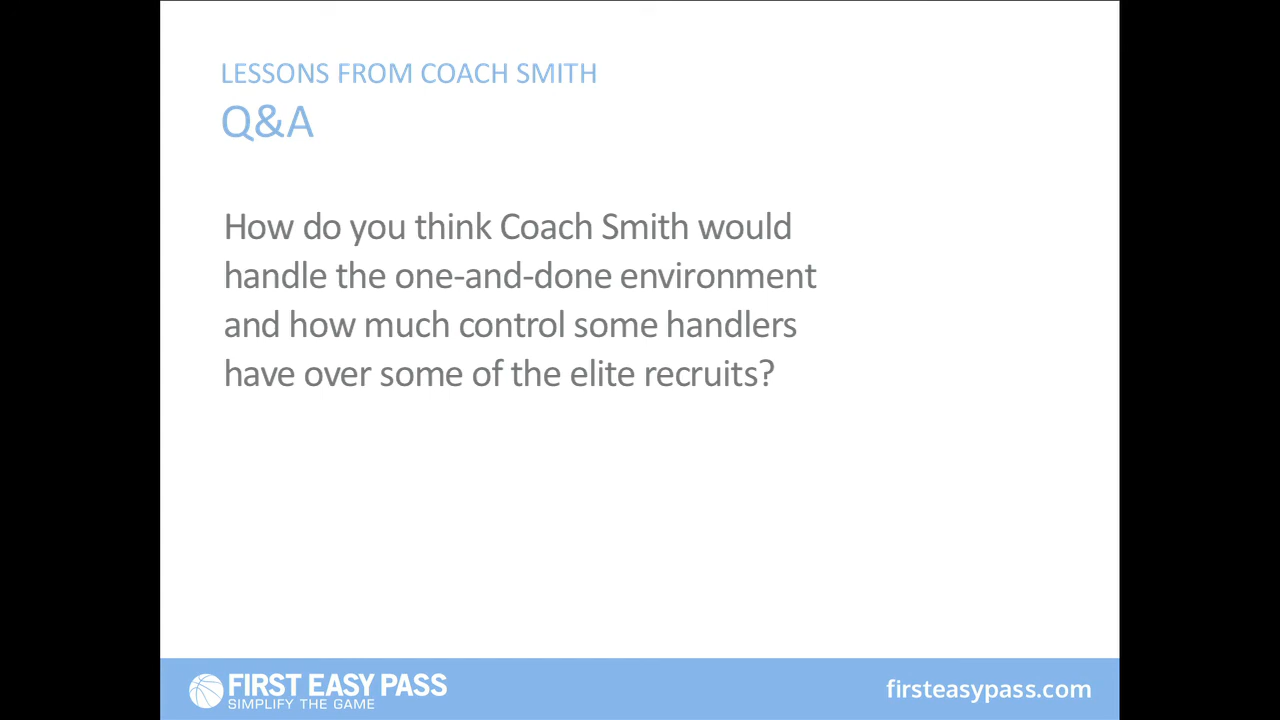 LESSONS FROM COACH SMITH
Q&A
How do you think Coach Smith would
handle the one-and-done environment
and how much control some handlers
have over some of the elite recruits?
FIRST EASY PASS
SIMPLIFY THE GAME
firsteasypass.com